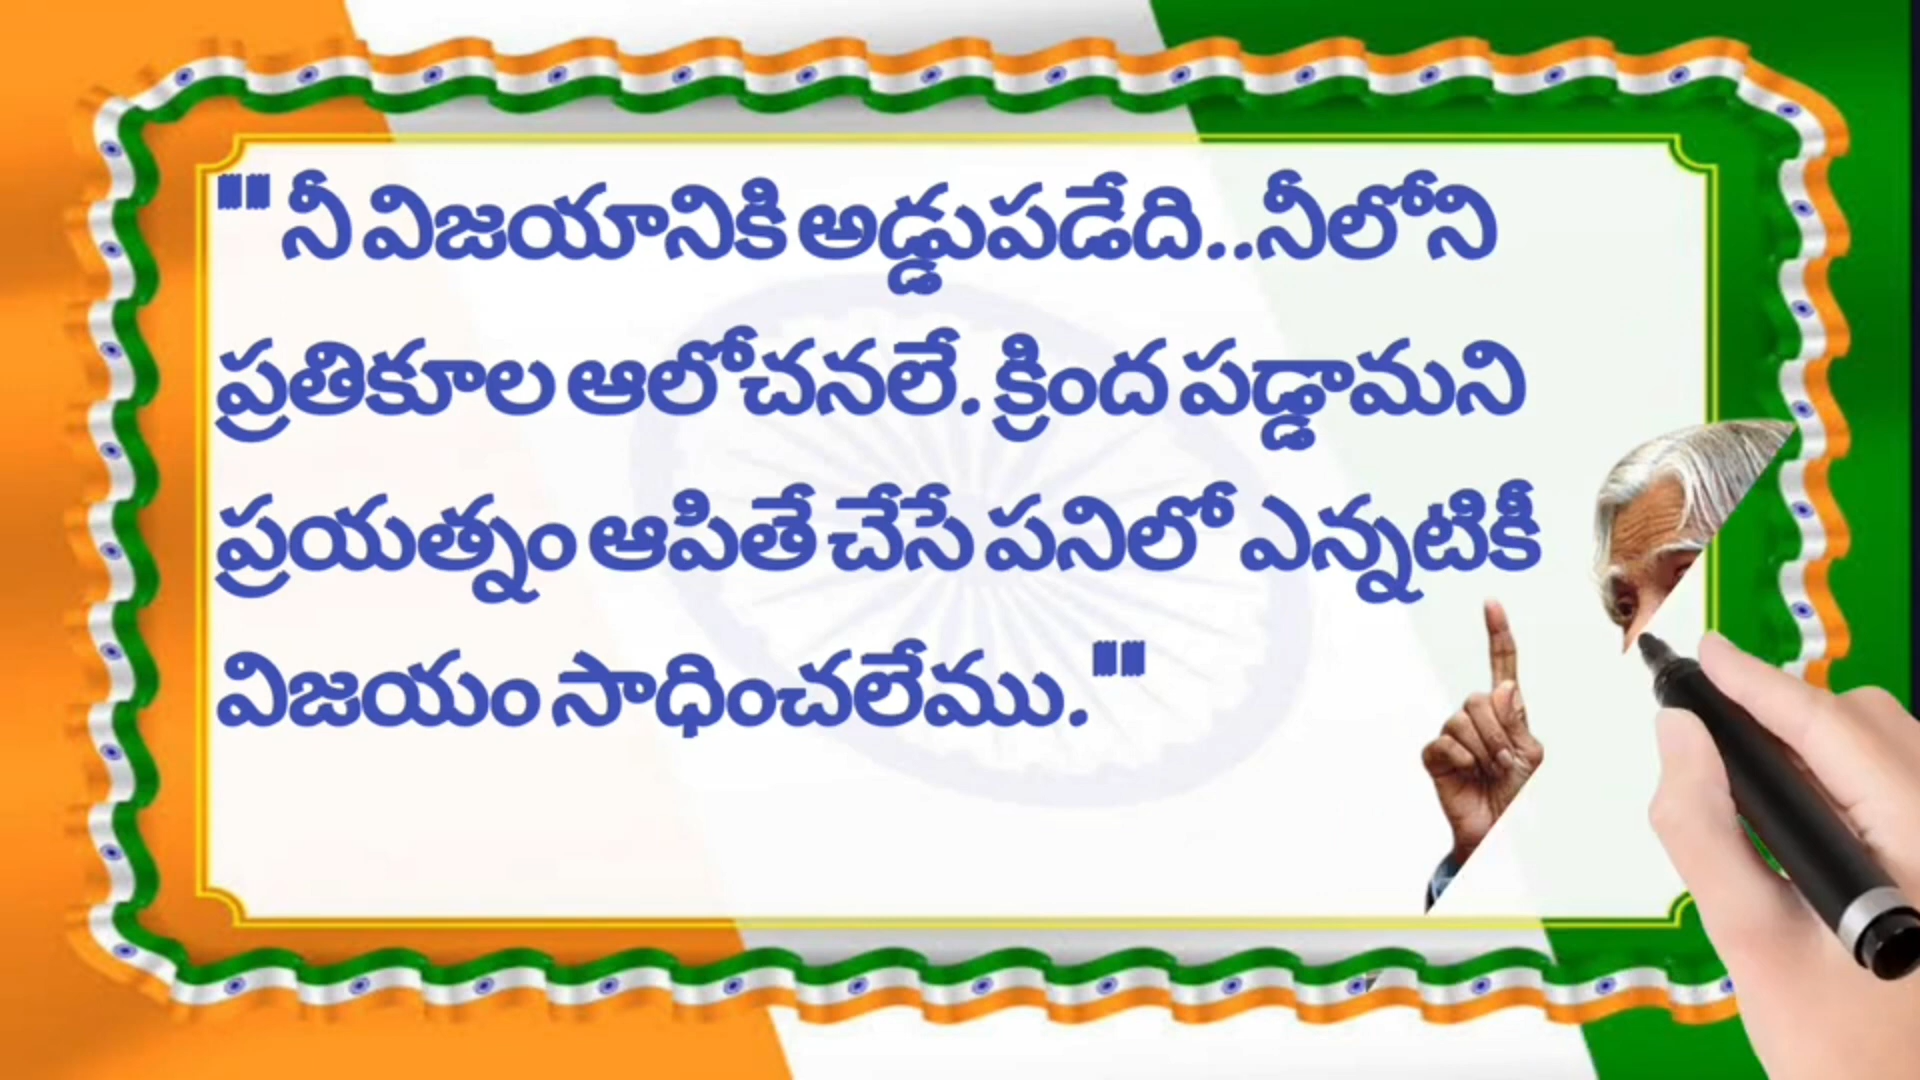 "" నీ విజయానికి అడ్డుపడేది..నీలోని
ప్రతికూల ఆలోచనలే. క్రింద పడ్డామని
ప్రయత్నం ఆపితే చేసే పనిలో ఎన్నటికీ
విజయం సాధించలేము.""